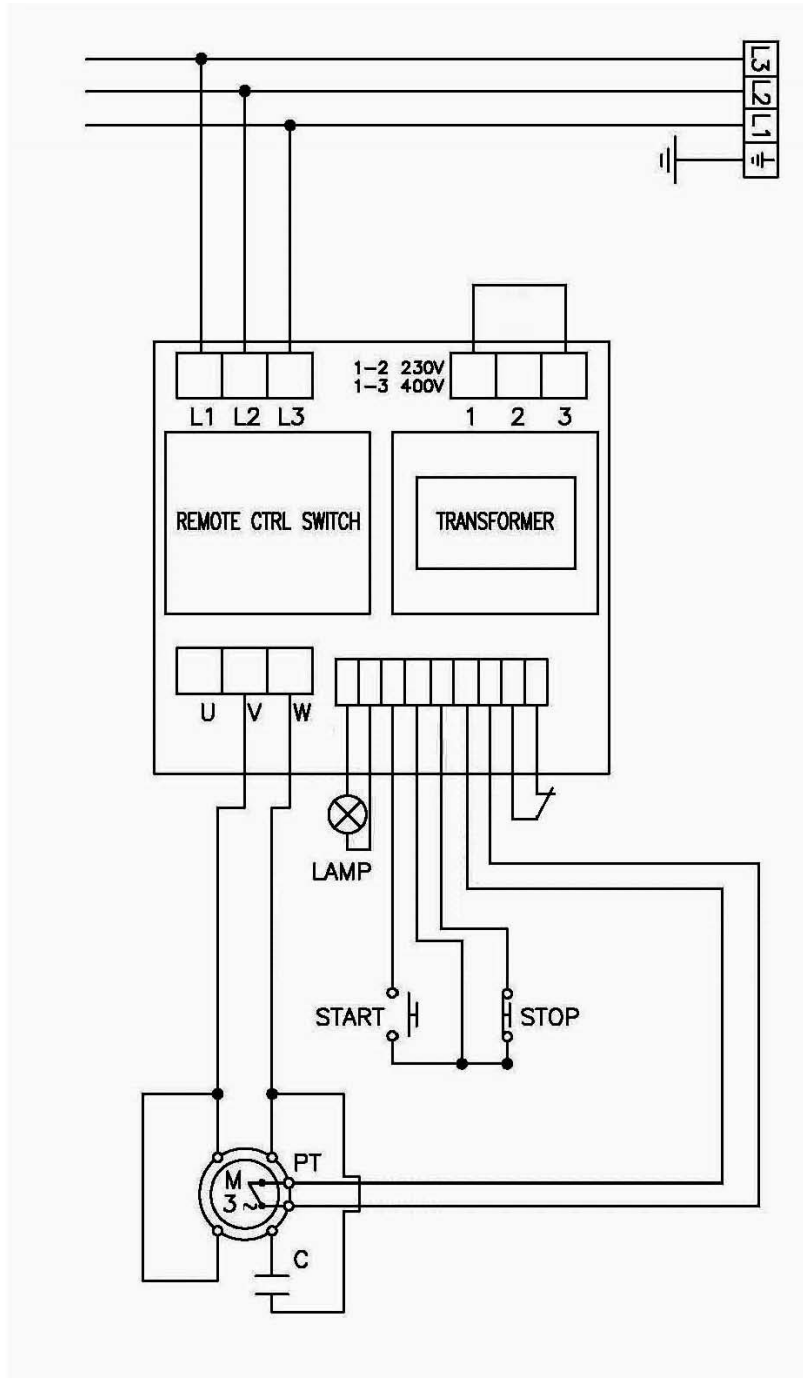 L3
L2
L1
1-2 230V
1-3 400V
L1 L2 L3
1 2 3
REMOTE CTRL SWITCH
TRANSFORMER
U V W
LAMP
START
STOP
PT
M
3~
C